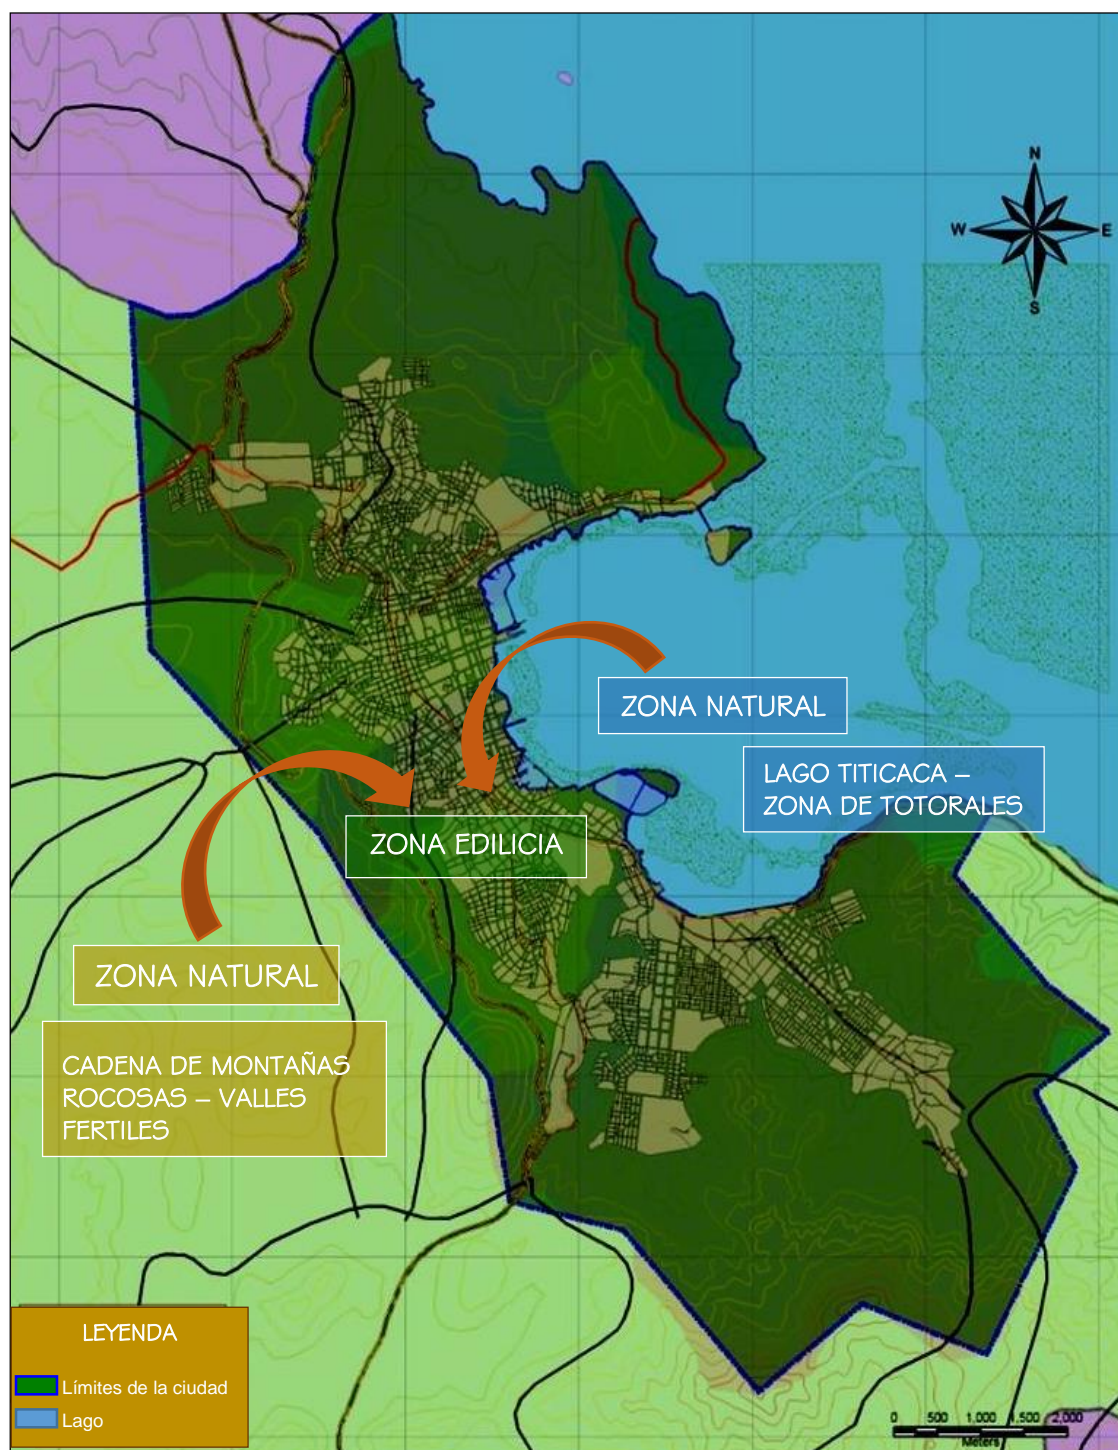 N
W
E
S
ZONA NATURAL
LAGO TITICACA –
ZONA DE TOTORALES
ZONA EDILICIA
ZONA NATURAL
CADENA DE MONTAÑAS
ROCOSAS – VALLES
FERTILES
LEYENDA
Límites de la ciudad
Lago
0 500 1,000 1,500 2,000
Meters